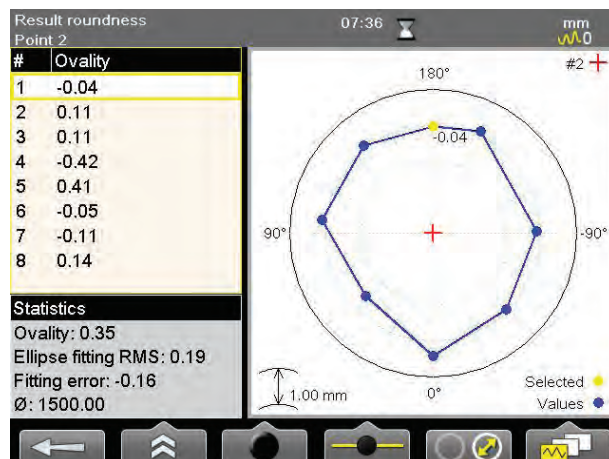 Result roundness
07:36
mm
Point 2
0
# Ovality
#2
1 -0.04
2 0.11
3 0.11
4 -0.42
5 0.41
6 -0.05
7 -0.11
8 0.14
180°
-0.04
90°
-90°
0°
1.00 mm
Selected
Values
Statistics
Ovality: 0.35
Ellipse fitting RMS: 0.19
Fitting error: -0.16
Ø: 1500.00